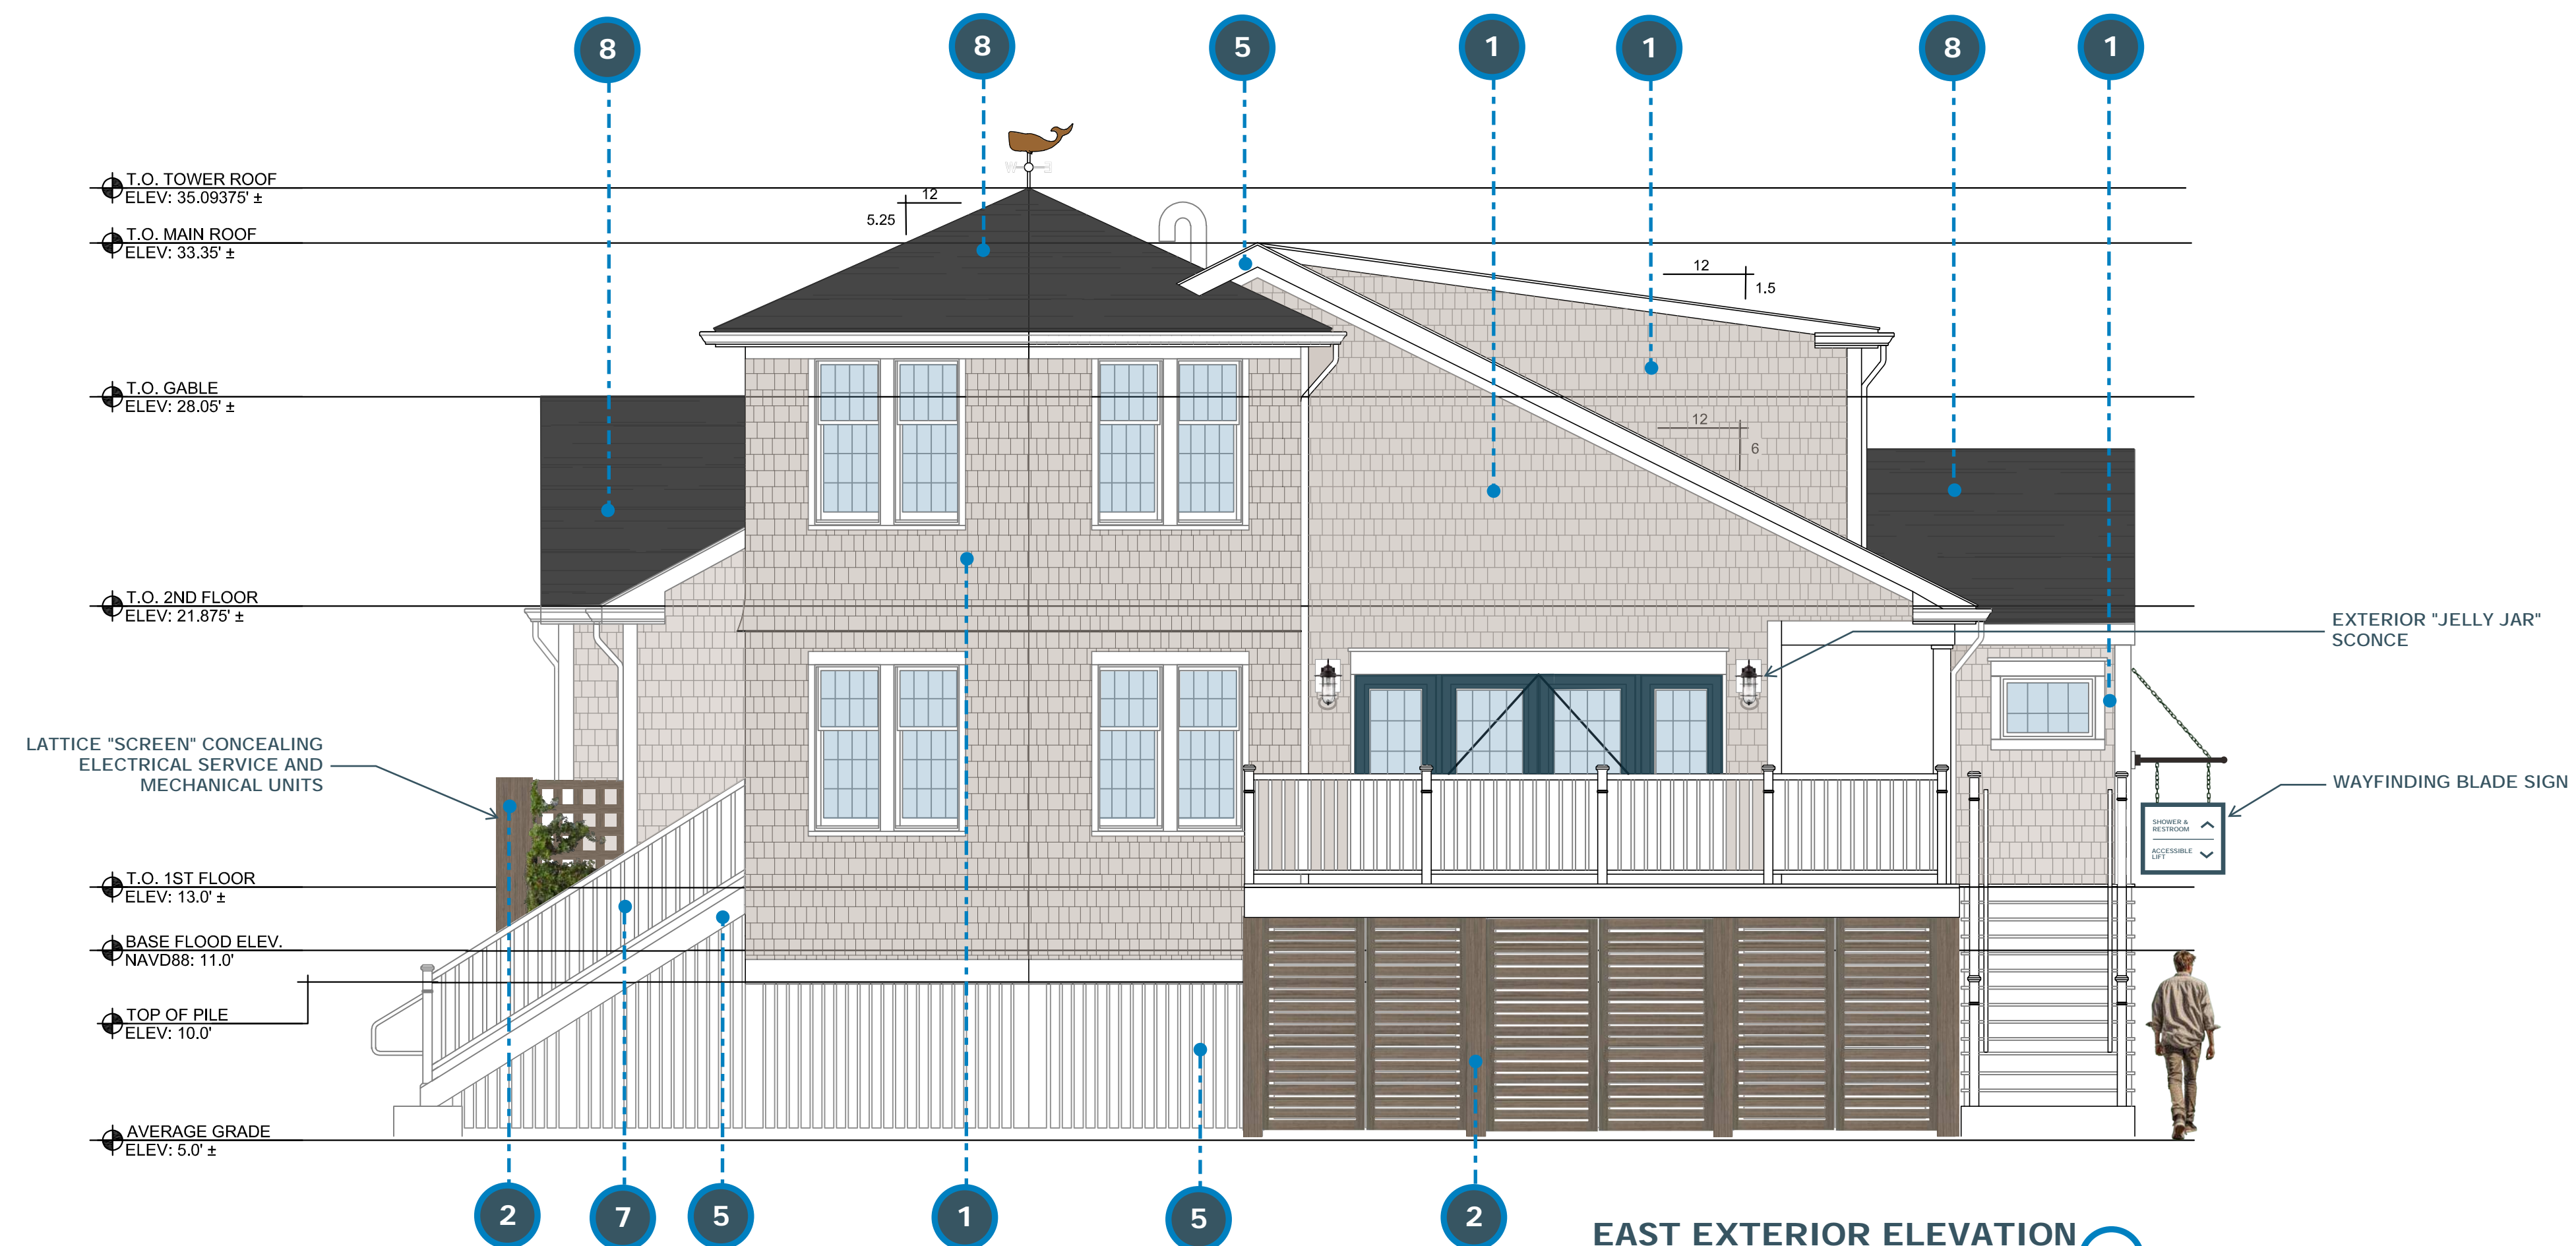 8
8
5
1
1
8
1
W E
T.O. TOWER ROOF
ELEV: 35.09375' ±
12
5.25
T.O. MAIN ROOF
ELEV: 33.35' ±
12
1.5
T.O. GABLE
ELEV: 28.05' ±
12
6
T.O. 2ND FLOOR
ELEV: 21.875' ±
EXTERIOR "JELLY JAR"
SCONCE
LATTICE "SCREEN" CONCEALING
ELECTRICAL SERVICE AND
MECHANICAL UNITS
WAYFINDING BLADE SIGN
SHOWER &
RESTROOM
ACCESSIBLE
LIFT
T.O. 1ST FLOOR
ELEV: 13.0' ±
BASE FLOOD ELEV.
NAVD88: 11.0'
TOP OF PILE
ELEV: 10.0'
AVERAGE GRADE
ELEV: 5.0' ±
2
7
5
1
5
2
EAST EXTERIOR ELEVATION